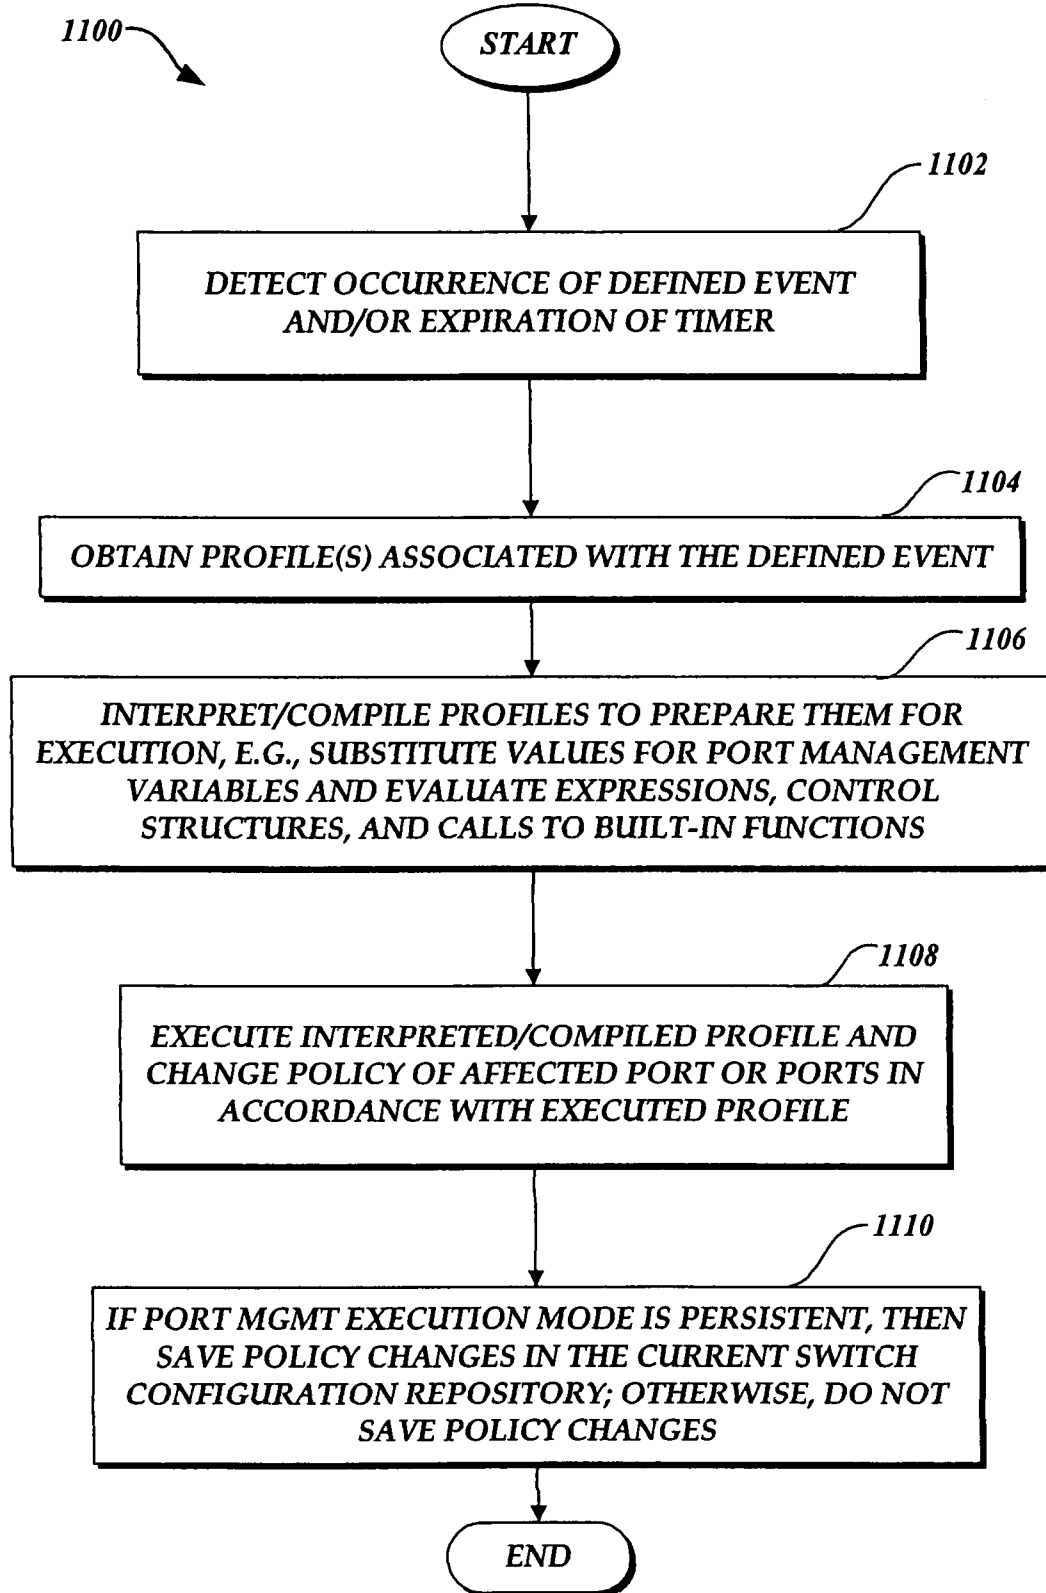 1100
START
1102
DETECT OCCURRENCE OF DEFINED EVENT
AND/OR EXPIRATION OF TIMER
1104
OBTAIN PROFILE(S) ASSOCIATED WITH THE DEFINED EVENT
1106
INTERPRET/COMPILE PROFILES TO PREPARE THEM FOR
EXECUTION, E.G., SUBSTITUTE VALUES FOR PORT MANAGEMENT
VARIABLES AND EVALUATE EXPRESSIONS, CONTROL
STRUCTURES, AND CALLS TO BUILT-IN FUNCTIONS
1108
EXECUTE INTERPRETED/COMPILED PROFILE AND
CHANGE POLICY OF AFFECTED PORT OR PORTS IN
ACCORDANCE WITH EXECUTED PROFILE
1110
IF PORT MGMT EXECUTION MODE IS PERSISTENT, THEN
SAVE POLICY CHANGES IN THE CURRENT SWITCH
CONFIGURATION REPOSITORY; OTHERWISE, DO NOT
SAVE POLICY CHANGES
END